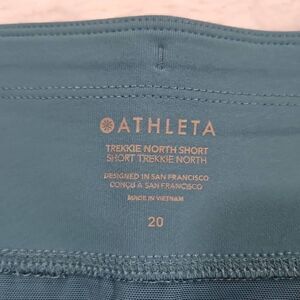 ATHLETA
TREKKIE NORTH SHORT
SHORT TREKKIE NORTH
DESIGNED IN SAN FRANCISCO
CONÇU A SAN FRANCISCO
MADE IN VIETNAM
20